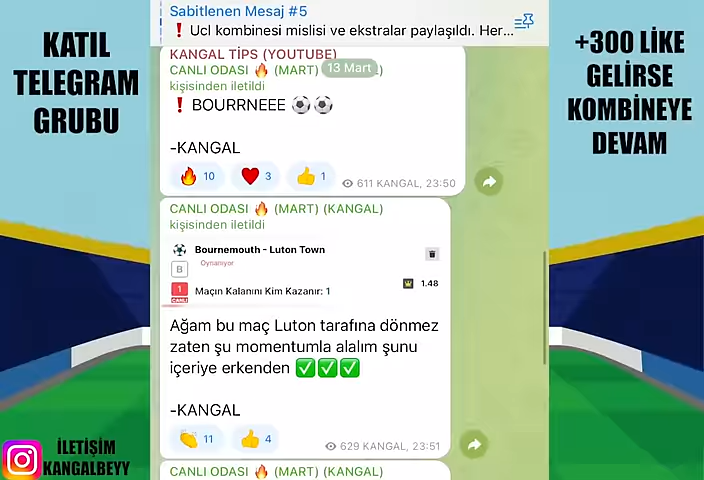 KATIL
TELEGRAM
GRUBU
Sabitlenen Mesaj #5
❗ Ucl kombinesi mislisi ve ekstralar paylaşıldı. Her...
+300 LİKE
GELİRSE
KOMBİNEYE
DEVAM
KANGAL TİPS (YOUTUBE)
CANLI ODASI 🔥 (MART)
13 Mart
kişisinden iletildi
❗ BOURRNEEE ⚽⚽
-KANGAL
🔥 10 ❤️ 3 👍 1
611 KANGAL, 23:50
CANLI ODASI 🔥 (MART) (KANGAL)
kişisinden iletildi
Bournemouth - Luton Town
B
Oynanıyor
1
CANLI
Maçın Kalanını Kim Kazanır: 1
1.48
Ağam bu maç Luton tarafına dönmez
zaten şu momentumla alalım şunu
içeriye erkenden ✅✅✅
-KANGAL
👏 11 👍 4
629 KANGAL, 23:51
CANLI ODASI 🔥 (MART) (KANGAL)
İLETİŞİM
KANGALBEYY